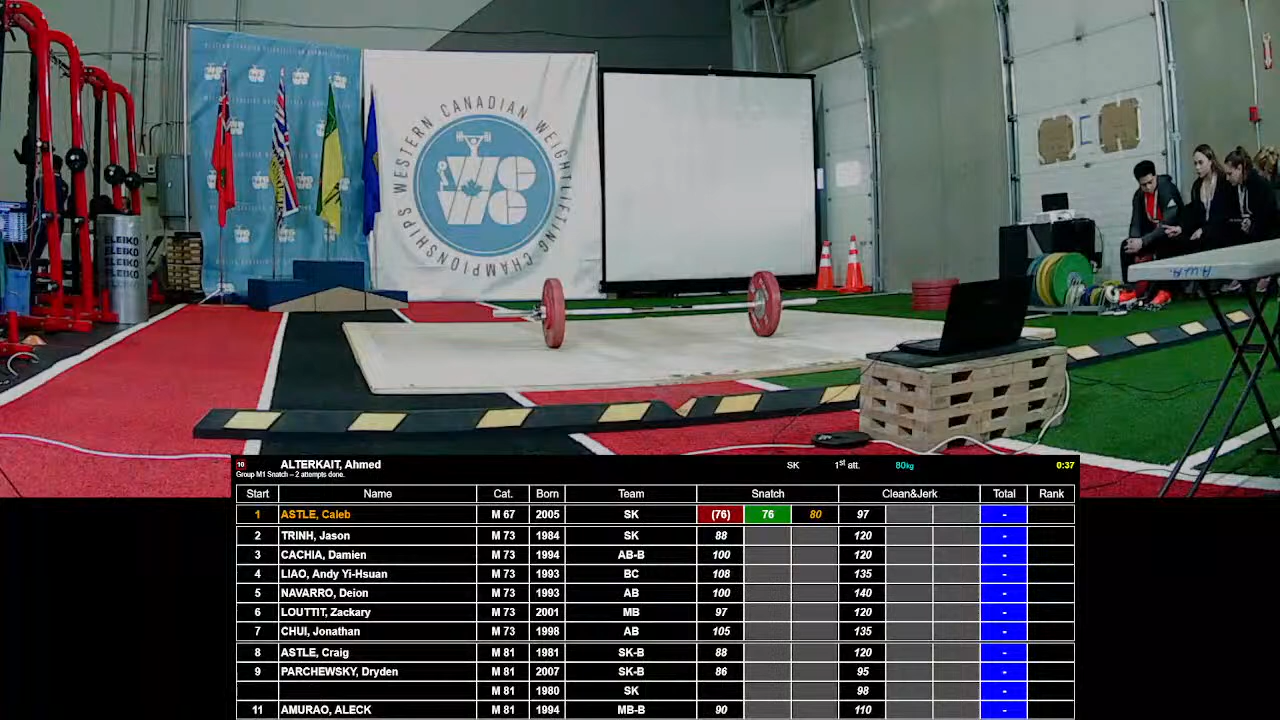 WESTERN CANADIAN WEIGHTLIFTING CHAMPIONSHIPS
WC
WC
ELEIKO
ELEIKO
ELEIKO
ELEIKO
10 ALTERKAIT, Ahmed SK 1st att. 80kg 0:37
Group M1 Snatch – 2 attempts done.
Start Name Cat. Born Team Snatch Clean&Jerk Total Rank
1 ASTLE, Caleb M 67 2005 SK (76) 76 80 97 -
2 TRINH, Jason M 73 1984 SK 88 120 -
3 CACHIA, Damien M 73 1994 AB-B 100 120 -
4 LIAO, Andy Yi-Hsuan M 73 1993 BC 108 135 -
5 NAVARRO, Deion M 73 1993 AB 100 140 -
6 LOUTTIT, Zackary M 73 2001 MB 97 120 -
7 CHUI, Jonathan M 73 1998 AB 105 135 -
8 ASTLE, Craig M 81 1981 SK-B 88 120 -
9 PARCHEWSKY, Dryden M 81 2007 SK-B 86 95 -
M 81 1980 SK 98 -
11 AMURAO, ALECK M 81 1994 MB-B 90 110 -